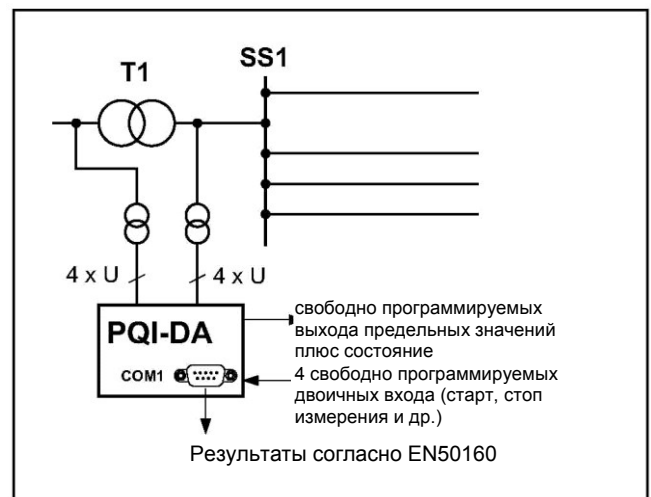 SS1
T1
4 x U
4 x U
PQI-DA
COM1
свободно программируемых
выхода предельных значений
плюс состояние
4 свободно программируемых
двоичных входа (старт, стоп
измерения и др.)
Результаты согласно EN50160